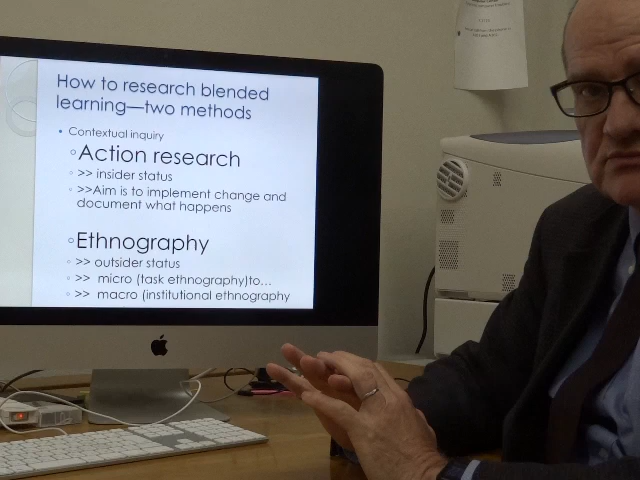 How to research blended
learning—two methods
• Contextual inquiry
◦Action research
◦ >> insider status
◦ >>Aim is to implement change and
document what happens
◦Ethnography
◦ >> outsider status
◦ >> micro (task ethnography)to...
◦ >> macro (institutional ethnography